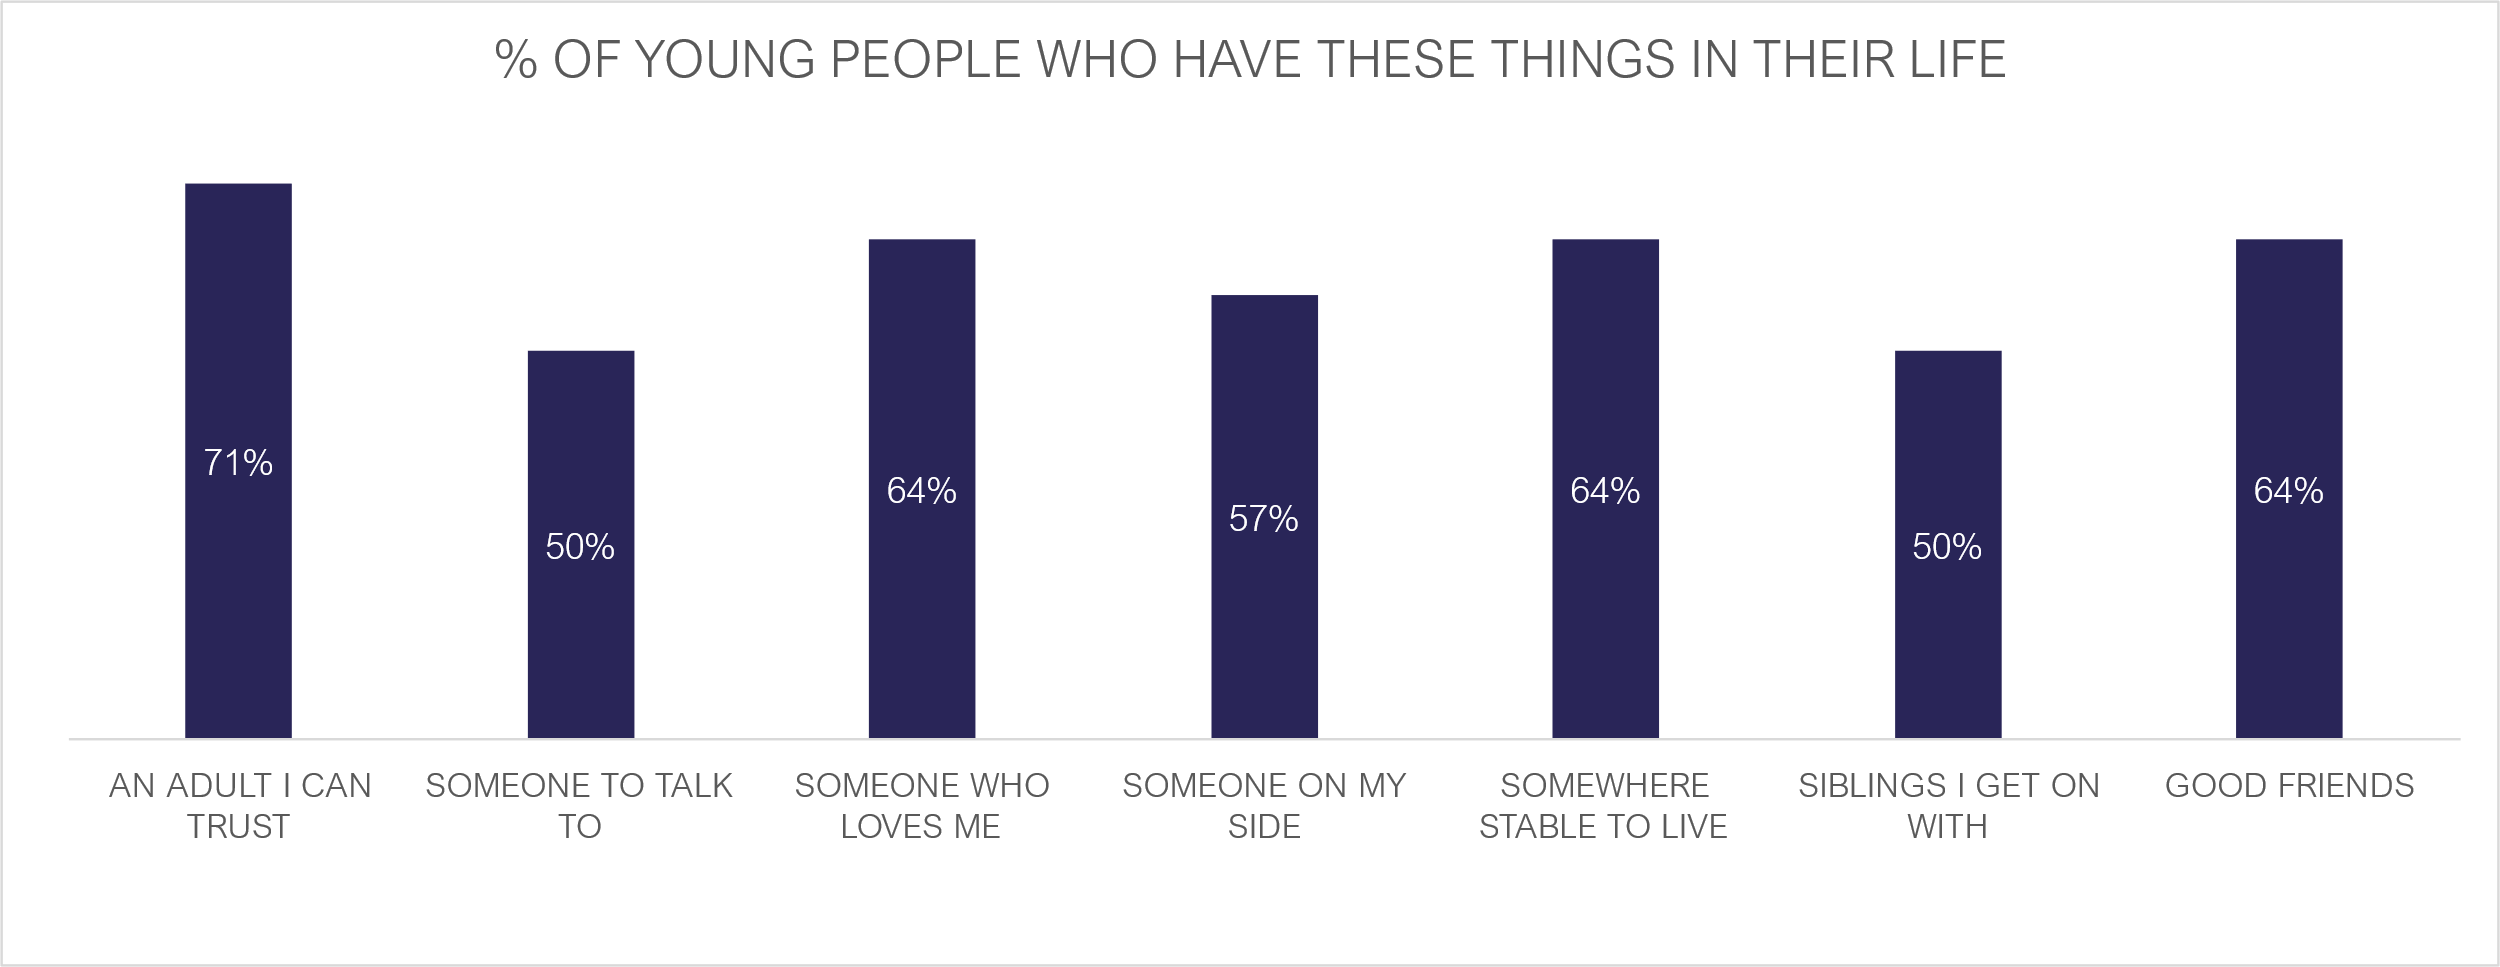 % OF YOUNG PEOPLE WHO HAVE THESE THINGS IN THEIR LIFE
71%
50%
64%
57%
64%
50%
64%
AN ADULT I CAN
TRUST
SOMEONE TO TALK
TO
SOMEONE WHO
LOVES ME
SOMEONE ON MY
SIDE
SOMEWHERE
STABLE TO LIVE
SIBLINGS I GET ON
WITH
GOOD FRIENDS